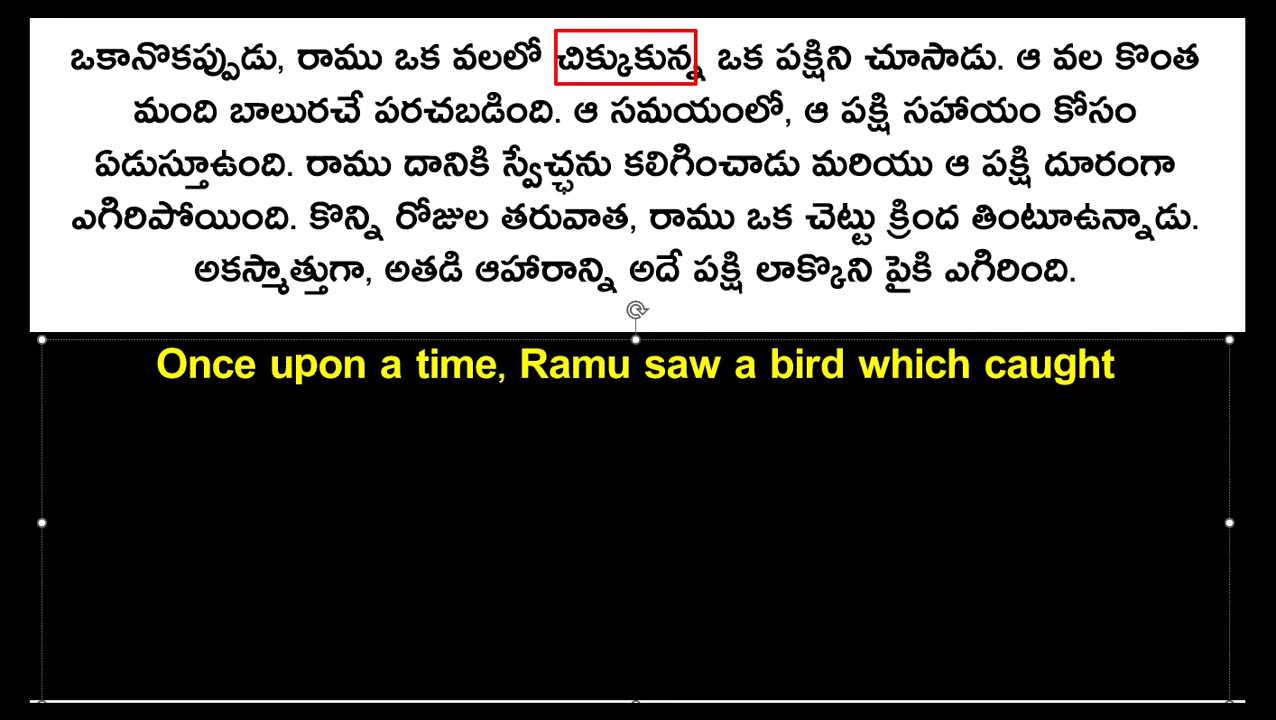 ఒకానొకప్పుడు, రాము ఒక వలలో చిక్కుకున్న ఒక పక్షిని చూసాడు. ఆ వల కొంత
మంది బాలురచే పరచబడింది. ఆ సమయంలో, ఆ పక్షి సహాయం కోసం
ఏడుస్తూఉంది. రాము దానికి స్వేచ్ఛను కలిగించాడు మరియు ఆ పక్షి దూరంగా
ఎగిరిపోయింది. కొన్ని రోజుల తరువాత, రాము ఒక చెట్టు క్రింద తింటూఉన్నాడు.
అకస్మాత్తుగా, అతడి ఆహారాన్ని అదే పక్షి లాక్కొని పైకి ఎగిరింది.
Once upon a time, Ramu saw a bird which caught